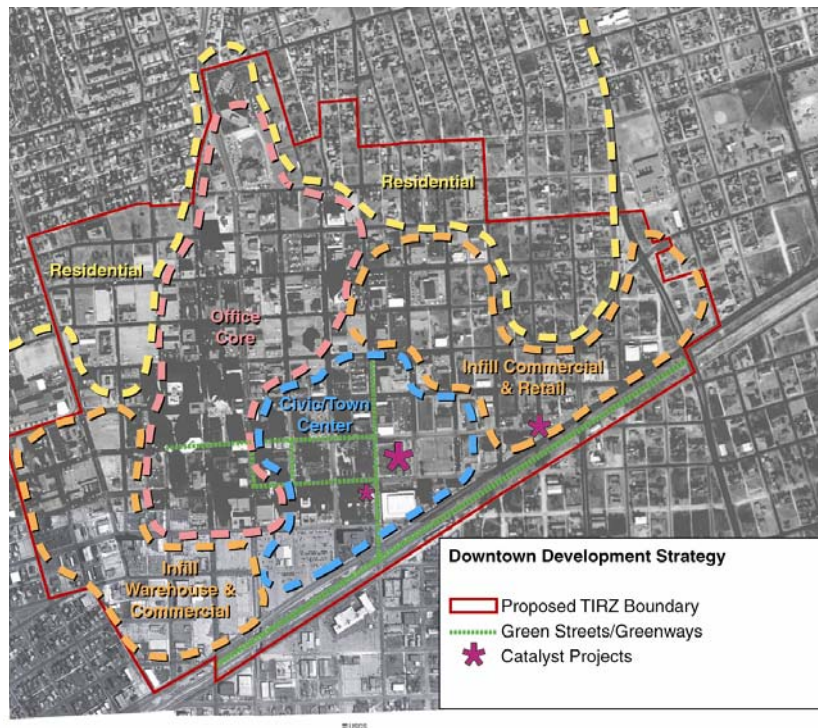 Residential
Residential
Office
Core
Infill Commercial
& Retail
Civic/Town
Center
Infill
Warehouse &
Commercial
Downtown Development Strategy
Proposed TIRZ Boundary
Green Streets/Greenways
Catalyst Projects